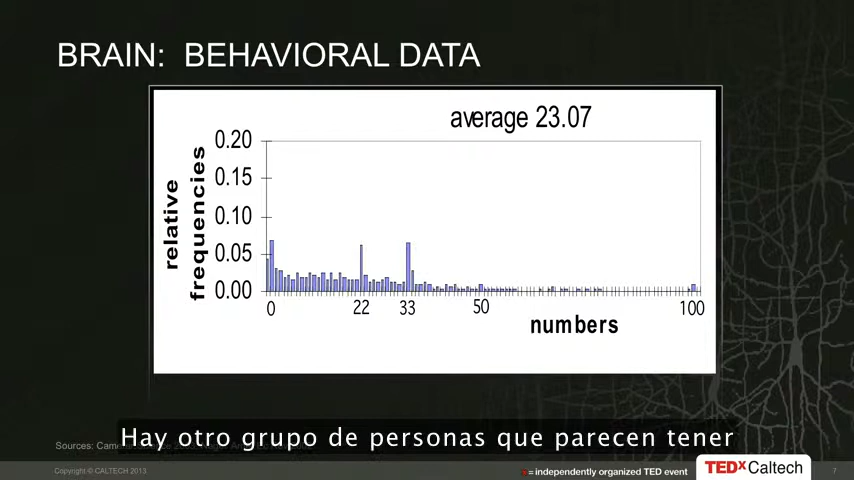 BRAIN: BEHAVIORAL DATA
average 23.07
relative
frequencies
0.20
0.15
0.10
0.05
0.00
0 22 33 50 100
numbers
Hay otro grupo de personas que parecen tener
Sources: Cam
Copyright © CALTECH 2013
x = independently organized TED event
TEDxCaltech
7